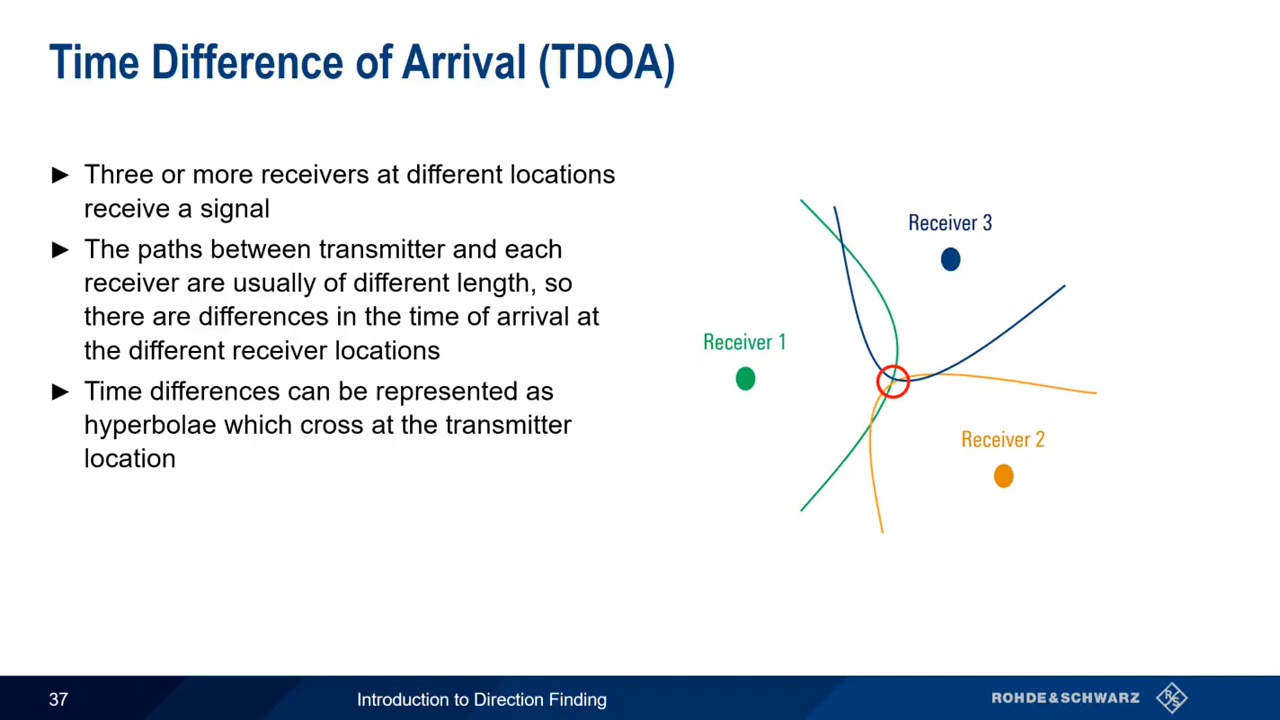 Time Difference of Arrival (TDOA)
► Three or more receivers at different locations
receive a signal
► The paths between transmitter and each
receiver are usually of different length, so
there are differences in the time of arrival at
the different receiver locations
► Time differences can be represented as
hyperbolae which cross at the transmitter
location
Receiver 3
Receiver 1
Receiver 2
37
Introduction to Direction Finding
ROHDE&SCHWARZ
R&S